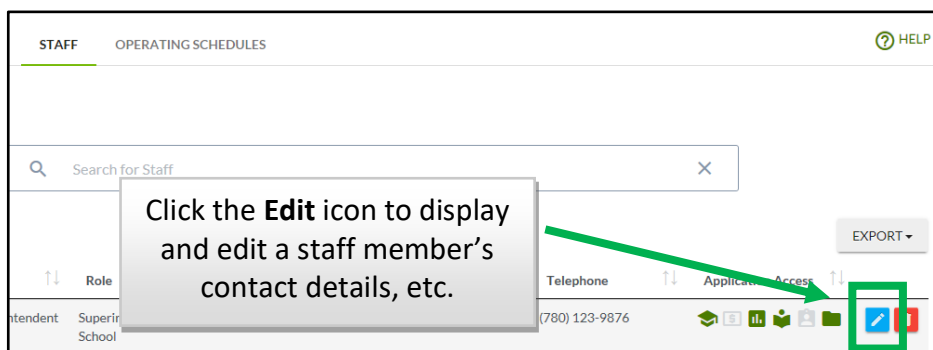 STAFF OPERATING SCHEDULES HELP
Search for Staff
Click the Edit icon to display
and edit a staff member's
contact details, etc.
EXPORT
Role Telephone Application Access
(780) 123-9876
School